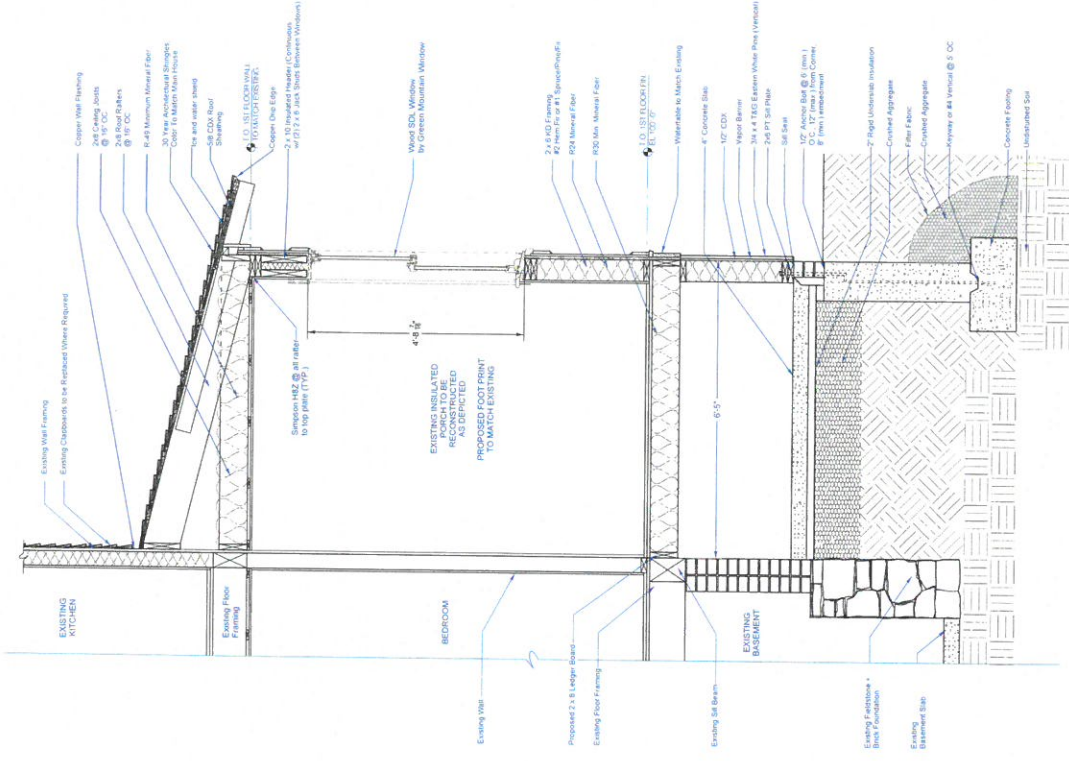 Existing Wall Framing
Existing Clapboards to be Replaced Where Required
Copper Wall Flashing
2x8 Ceiling Joists
@ 16" OC
2x8 Roof Rafters
@ 16" OC
R-49 Minimum Mineral Fiber
30 Year Architectural Shingles
Color To Match Main House
Ice and water shield
5/8 CDX Roof
Sheathing
Copper Drip Edge
T.O. 1ST FLOOR WALL
TO MATCH EXISTING
2 x 10 Insulated Header (Continuous
w/ (2) 2 x 6 Jack Studs Between Windows)
Wood SDL Window
by Greeen Mountain Window
2 x 6 KD Framing
#2 Hem Fir or #1 Spruce/Pine/Fir
R24 Mineral Fiber
R30 Min. Mineral Fiber
T.O. 1ST FLOOR FIN.
EL. 100'-0"
Watertable to Match Existing
4" Concrete Slab
1/2" CDX
Vapor Barrier
3/4 x 4 T&G Eastern White Pine (Vertical)
2x6 PT Sill Plate
Sill Seal
1/2" Anchor Bolt @ 6' (min.)
O.C., 12" (max.) from Corner,
8" (min.) embedment
2" Rigid Underslab Insulation
Crushed Aggregate
Filter Fabric
Crushed Aggregate
Keyway or #4 Vertical @ 5' OC
Concrete Footing
Undisturbed Soil
Simpson H8Z @ all rafter
to top plate (TYP.)
EXISTING INSULATED
PORCH TO BE
RECONSTRUCTED
AS DEPICTED
PROPOSED FOOT PRINT
TO MATCH EXISTING
6'-5"
EXISTING
KITCHEN
Existing Floor
Framing
BEDROOM
EXISTING
BASEMENT
Existing Wall
Proposed 2 x 8 Ledger Board
Existing Floor Framing
Existing Sill Beam
Existing Fieldstone +
Brick Foundation
Existing
Basement Slab